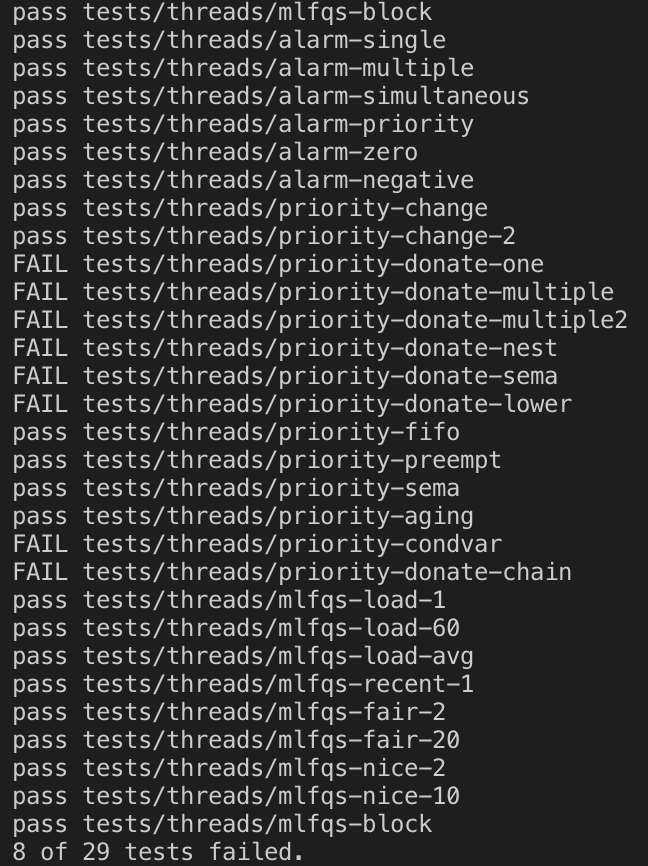 pass tests/threads/mlfqs-block
pass tests/threads/alarm-single
pass tests/threads/alarm-multiple
pass tests/threads/alarm-simultaneous
pass tests/threads/alarm-priority
pass tests/threads/alarm-zero
pass tests/threads/alarm-negative
pass tests/threads/priority-change
pass tests/threads/priority-change-2
FAIL tests/threads/priority-donate-one
FAIL tests/threads/priority-donate-multiple
FAIL tests/threads/priority-donate-multiple2
FAIL tests/threads/priority-donate-nest
FAIL tests/threads/priority-donate-sema
FAIL tests/threads/priority-donate-lower
pass tests/threads/priority-fifo
pass tests/threads/priority-preempt
pass tests/threads/priority-sema
pass tests/threads/priority-aging
FAIL tests/threads/priority-condvar
FAIL tests/threads/priority-donate-chain
pass tests/threads/mlfqs-load-1
pass tests/threads/mlfqs-load-60
pass tests/threads/mlfqs-load-avg
pass tests/threads/mlfqs-recent-1
pass tests/threads/mlfqs-fair-2
pass tests/threads/mlfqs-fair-20
pass tests/threads/mlfqs-nice-2
pass tests/threads/mlfqs-nice-10
pass tests/threads/mlfqs-block
8 of 29 tests failed.